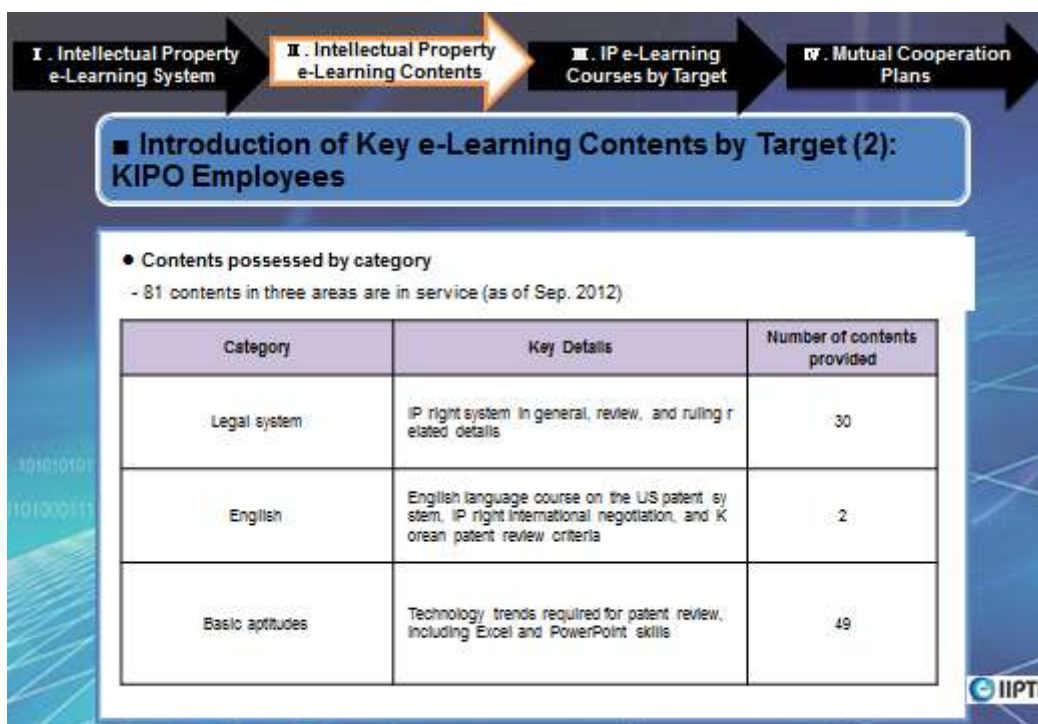 Ⅰ. Intellectual Property
e-Learning System
Ⅱ. Intellectual Property
e-Learning Contents
Ⅲ. IP e-Learning
Courses by Target
Ⅳ. Mutual Cooperation
Plans
■ Introduction of Key e-Learning Contents by Target (2):
KIPO Employees
● Contents possessed by category
- 81 contents in three areas are in service (as of Sep. 2012)
Category
Key Details
Number of contents
provided
Legal system
IP right system in general, review, and ruling r
elated details
30
English
English language course on the US patent sy
stem, IP right international negotiation, and K
orean patent review criteria
2
Basic aptitudes
Technology trends required for patent review,
including Excel and PowerPoint skills
49
101010101
101000111
IIPTI